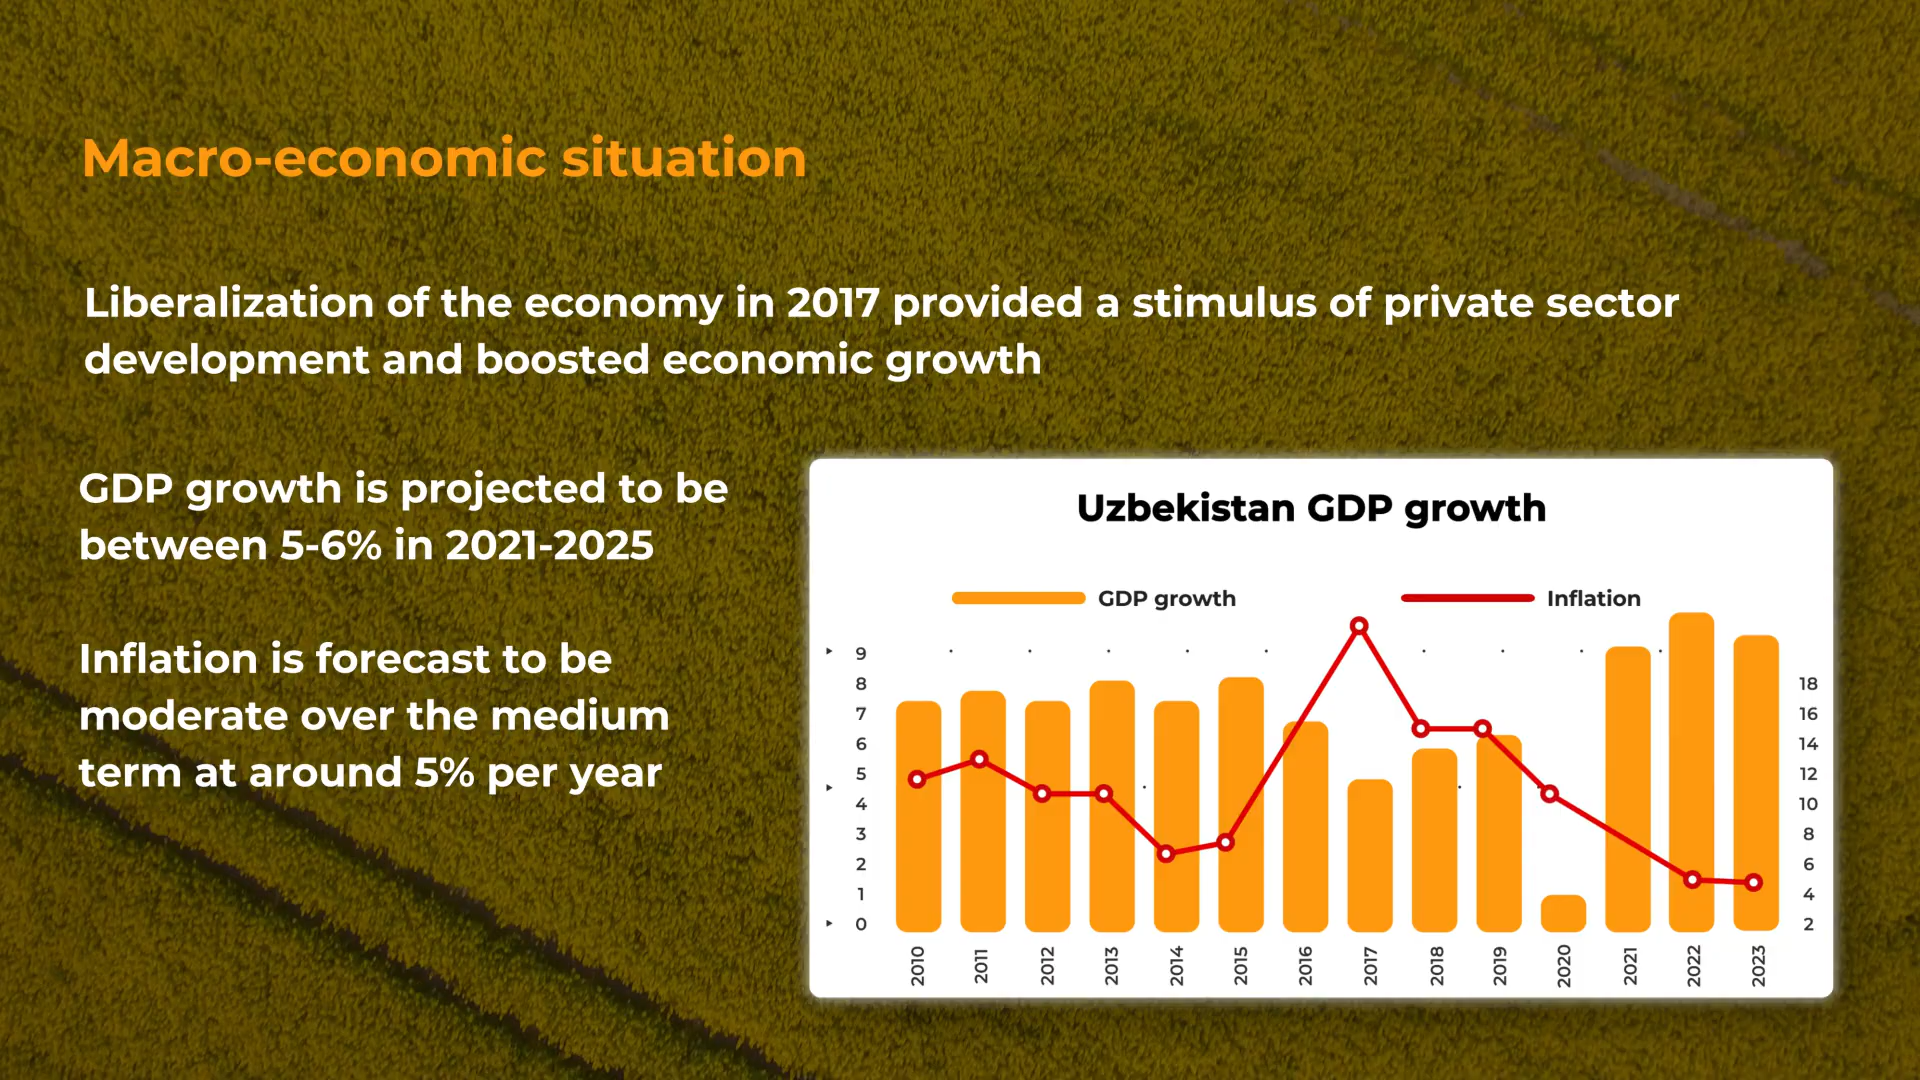 Macro-economic situation
Liberalization of the economy in 2017 provided a stimulus of private sector
development and boosted economic growth
GDP growth is projected to be
between 5-6% in 2021-2025
Inflation is forecast to be
moderate over the medium
term at around 5% per year
Uzbekistan GDP growth
GDP growth
Inflation
9
8
7
6
5
4
3
2
1
0
18
16
14
12
10
8
6
4
2
2010 2011 2012 2013 2014 2015 2016 2017 2018 2019 2020 2021 2022 2023